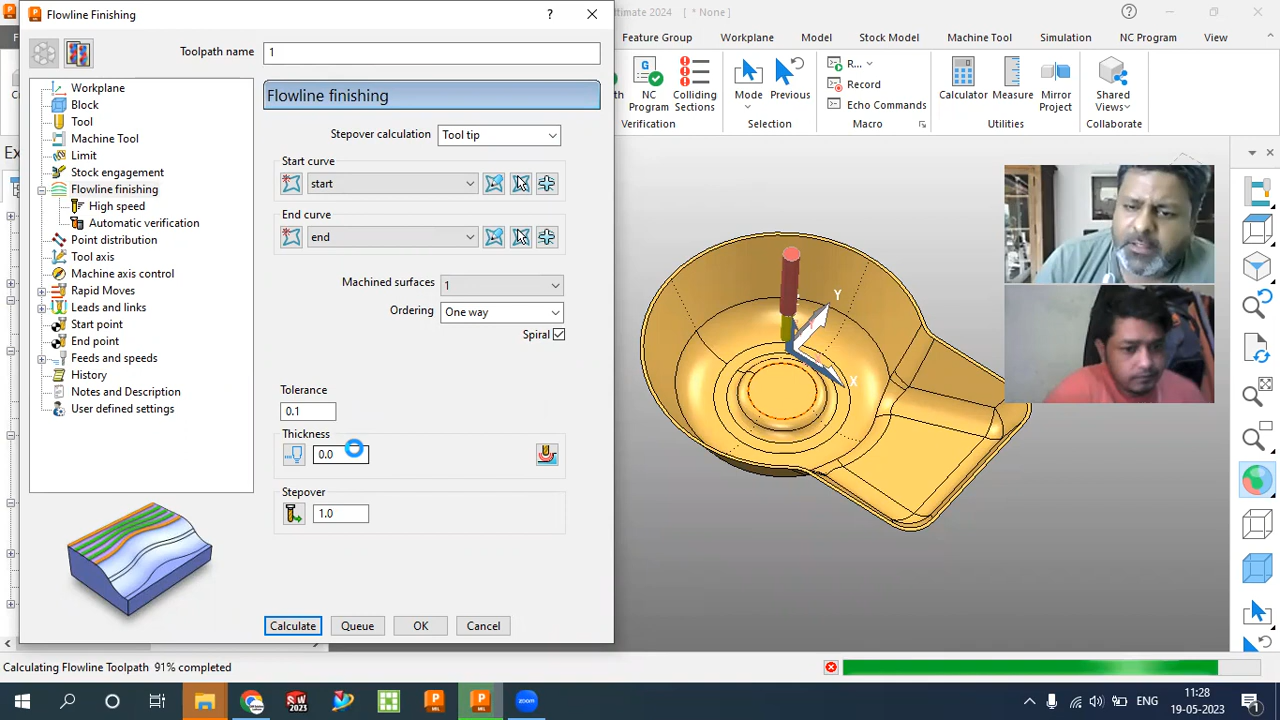 Flowline Finishing
?
ltimate 2024 [ * None ]
Toolpath name 1
Feature Group Workplane Model Stock Model Machine Tool Simulation NC Program View
Workplane
Block
Tool
Machine Tool
Limit
Stock engagement
Flowline finishing
High speed
Automatic verification
Point distribution
Tool axis
Machine axis control
Rapid Moves
Leads and links
Start point
End point
Feeds and speeds
History
Notes and Description
User defined settings
Flowline finishing
Stepover calculation Tool tip
Start curve
start
End curve
end
Machined surfaces 1
Ordering One way
Spiral
Tolerance
0.1
Thickness
0.0
Stepover
1.0
Calculate Queue OK Cancel
NC
Program
Colliding
Sections
Verification
Mode Previous
Selection
R...
Record
Echo Commands
Macro
Calculator Measure Mirror
Project
Utilities
Shared
Views
Collaborate
Ex
Y
X
Calculating Flowline Toolpath 91% completed
ENG
11:28
19-05-2023